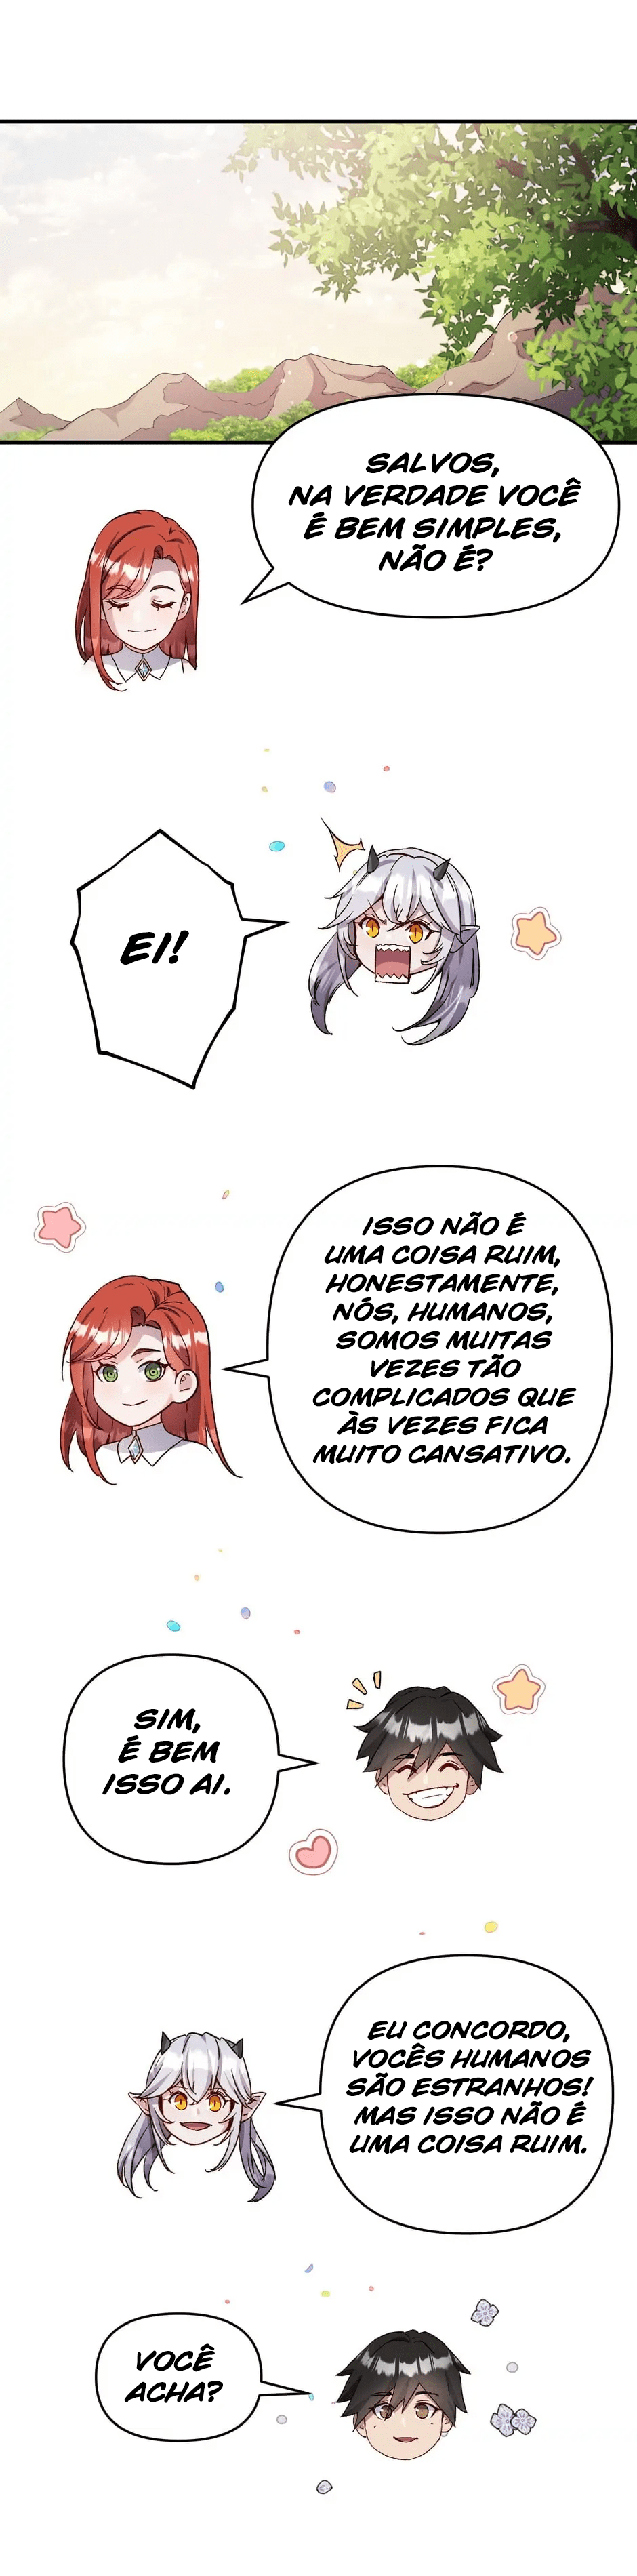 SALVOS,
NA VERDADE VOCÊ
É BEM SIMPLES,
NÃO É?
EI!
ISSO NÃO É
UMA COISA RUIM,
HONESTAMENTE,
NÓS, HUMANOS,
SOMOS MUITAS
VEZES TÃO
COMPLICADOS QUE
ÀS VEZES FICA
MUITO CANSATIVO.
SIM,
É BEM
ISSO AI.
EU CONCORDO,
VOCÊS HUMANOS
SÃO ESTRANHOS!
MAS ISSO NÃO É
UMA COISA RUIM.
VOCÊ
ACHA?